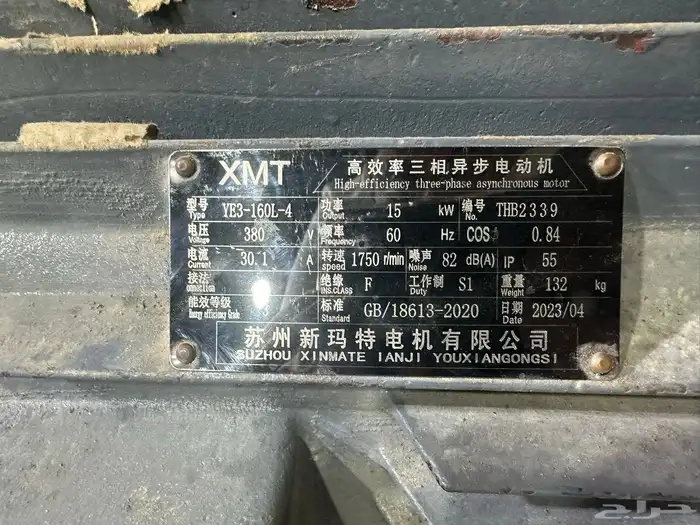 XMT 高效率三相异步电动机
High-efficiency three-phase asynchronous motor
型号 Type YE3-160L-4 功率 Output 15 kW 编号 No. THB2339
电压 Voltage 380 V 频率 Frequency 60 Hz COS 0.84
电流 Current 30.1 A 转速 speed 1750 r/min 噪声 Noise 82 dB(A) IP 55
接法 绝缘 INS.CLASS F 工作制 Duty S1 重量 Weight 132 kg
能效等级 Energy efficiency Grade 标准 Standard GB/18613-2020 日期 Date 2023/04
苏州新玛特电机有限公司
SUZHOU XINMATE IANJI YOUXIANGONGSI
حراج